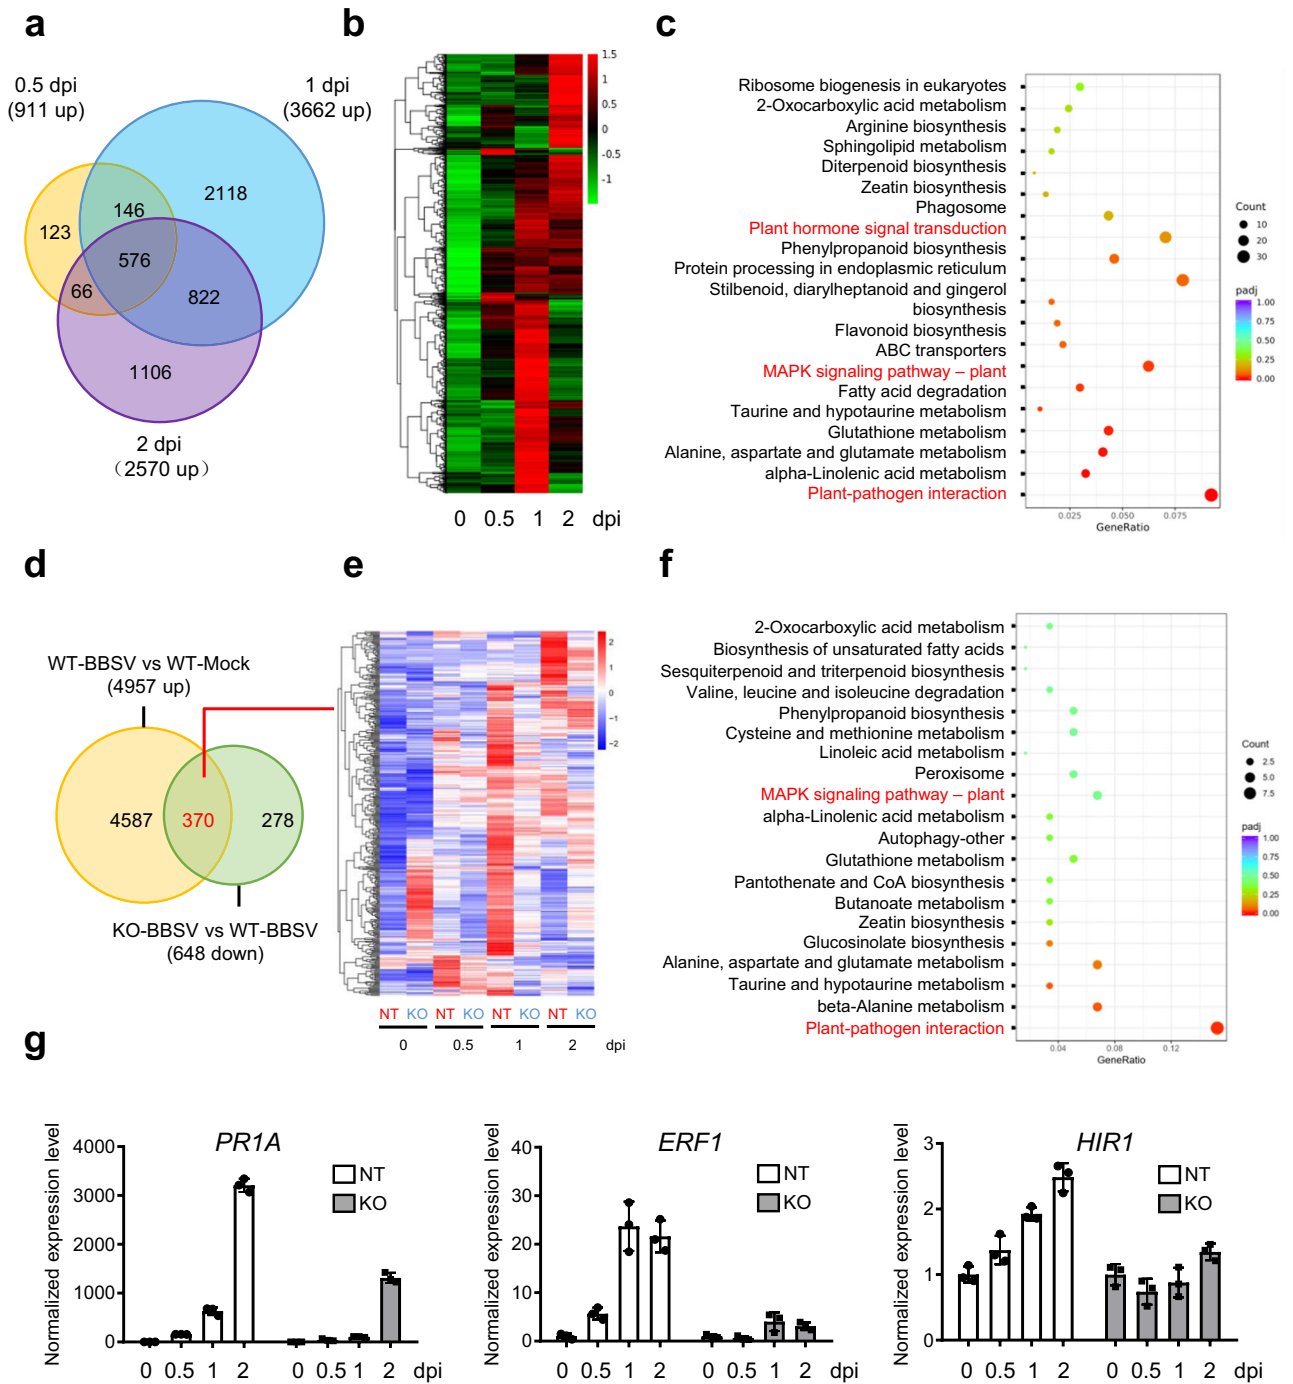 a
0.5 dpi
(911 up)
1 dpi
(3662 up)
2118
146
123
576
66
822
1106
2 dpi
（2570 up）
b
1.5
1
0.5
0
-0.5
-1
0 0.5 1 2 dpi
c
Ribosome biogenesis in eukaryotes
2-Oxocarboxylic acid metabolism
Arginine biosynthesis
Sphingolipid metabolism
Diterpenoid biosynthesis
Zeatin biosynthesis
Phagosome
Plant hormone signal transduction
Phenylpropanoid biosynthesis
Protein processing in endoplasmic reticulum
Stilbenoid, diarylheptanoid and gingerol
biosynthesis
Flavonoid biosynthesis
ABC transporters
MAPK signaling pathway – plant
Fatty acid degradation
Taurine and hypotaurine metabolism
Glutathione metabolism
Alanine, aspartate and glutamate metabolism
alpha-Linolenic acid metabolism
Plant-pathogen interaction
0.025 0.050 0.075
GeneRatio
Count
10
20
30
padj
1.00
0.75
0.50
0.25
0.00
d
WT-BBSV vs WT-Mock
(4957 up)
4587 370 278
KO-BBSV vs WT-BBSV
(648 down)
e
2
1
0
−1
−2
NT KO NT KO NT KO NT KO
0 0.5 1 2 dpi
f
2-Oxocarboxylic acid metabolism
Biosynthesis of unsaturated fatty acids
Sesquiterpenoid and triterpenoid biosynthesis
Valine, leucine and isoleucine degradation
Phenylpropanoid biosynthesis
Cysteine and methionine metabolism
Linoleic acid metabolism
Peroxisome
MAPK signaling pathway – plant
alpha-Linolenic acid metabolism
Autophagy-other
Glutathione metabolism
Pantothenate and CoA biosynthesis
Butanoate metabolism
Zeatin biosynthesis
Glucosinolate biosynthesis
Alanine, aspartate and glutamate metabolism
Taurine and hypotaurine metabolism
beta-Alanine metabolism
Plant-pathogen interaction
0.04 0.08 0.12
GeneRatio
Count
2.5
5.0
7.5
padj
1.00
0.75
0.50
0.25
0.00
g
PR1A
Normalized expression level
4000
3000
2000
1000
0
NT
KO
0 0.5 1 2 0 0.5 1 2 dpi
ERF1
Normalized expression level
40
30
20
10
0
NT
KO
0 0.5 1 2 0 0.5 1 2 dpi
HIR1
Normalized expression level
3
2
1
0
NT
KO
0 0.5 1 2 0 0.5 1 2 dpi